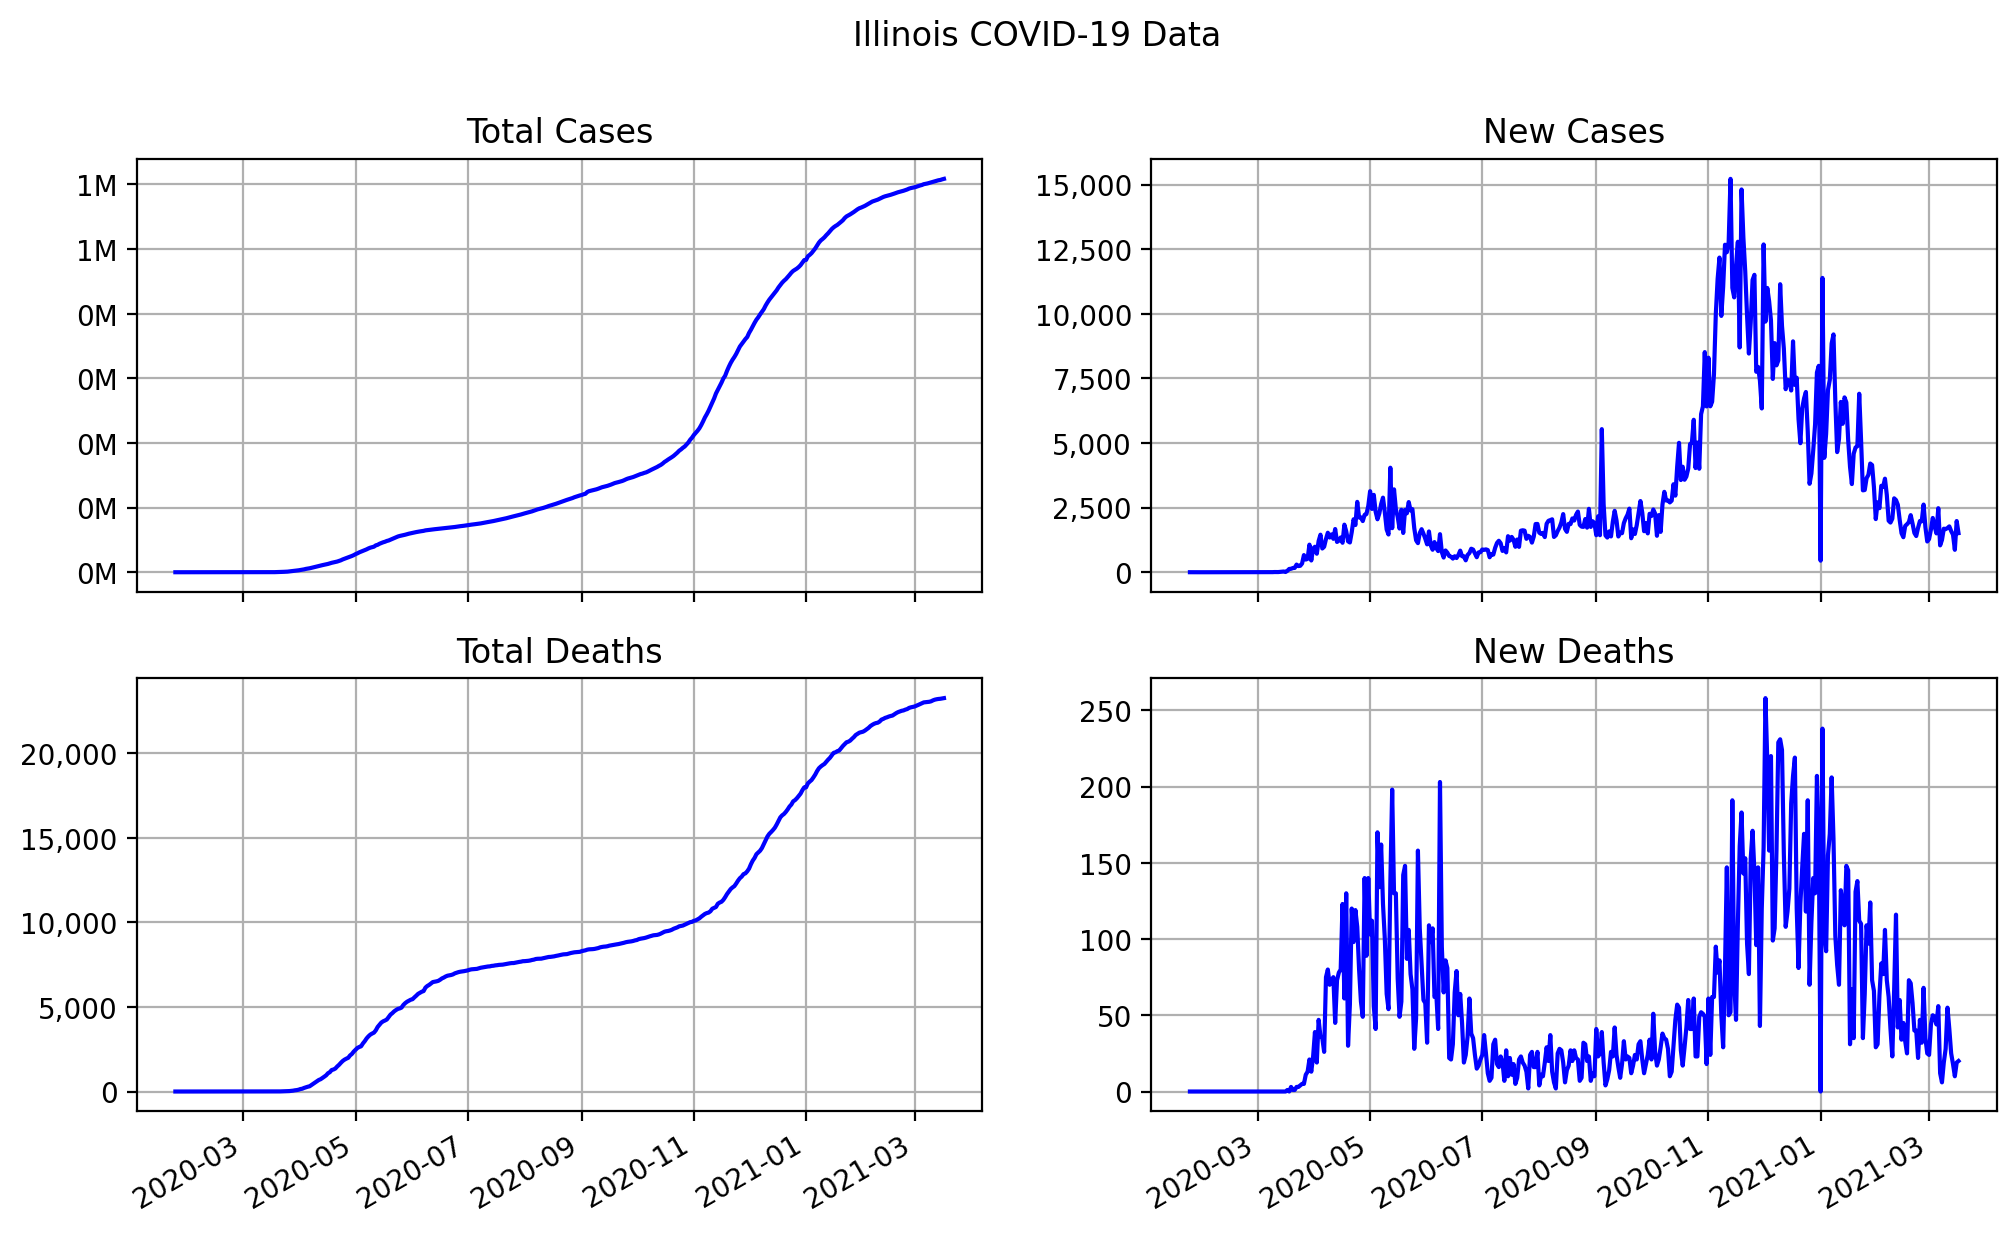 Illinois COVID-19 Data
Total Cases
1M
1M
0M
0M
0M
0M
0M
New Cases
15,000
12,500
10,000
7,500
5,000
2,500
0
Total Deaths
20,000
15,000
10,000
5,000
0
2020-03
2020-05
2020-07
2020-09
2020-11
2021-01
2021-03
New Deaths
250
200
150
100
50
0
2020-03
2020-05
2020-07
2020-09
2020-11
2021-01
2021-03